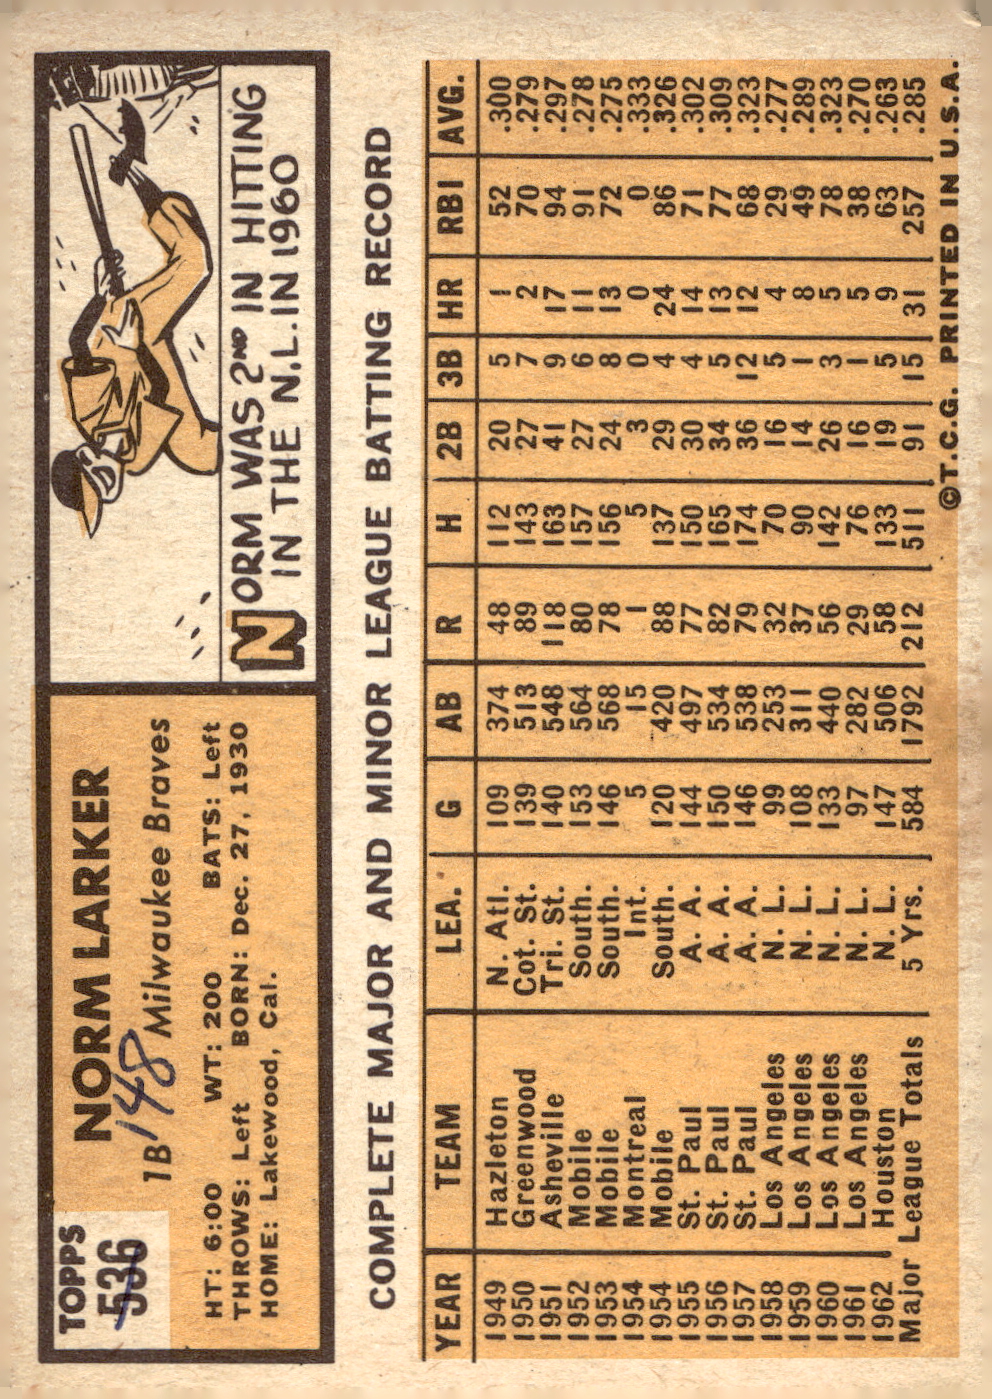 TOPPS
536
NORM LARKER
148
1B Milwaukee Braves
HT: 6:00 WT: 200 BATS: Left
THROWS: Left BORN: Dec. 27, 1930
HOME: Lakewood, Cal.
NORM WAS 2ND IN HITTING
IN THE N.L. IN 1960
COMPLETE MAJOR AND MINOR LEAGUE BATTING RECORD
YEAR TEAM LEA. G AB R H 2B 3B HR RBI AVG.
1949 Hazleton N. Atl. 109 374 48 112 20 5 1 52 .300
1950 Greenwood Cot. St. 139 513 89 143 27 7 2 70 .279
1951 Asheville Tri. St. 140 548 118 163 41 9 17 94 .297
1952 Mobile South. 153 564 80 157 27 6 11 91 .278
1953 Mobile South. 146 568 78 156 24 8 13 72 .275
1954 Montreal Int. 5 15 1 5 3 0 0 0 .333
1954 Mobile South. 120 420 88 137 29 4 24 86 .326
1955 St. Paul A. A. 144 497 77 150 30 4 14 71 .302
1956 St. Paul A. A. 150 534 82 165 34 5 13 77 .309
1957 St. Paul A. A. 146 538 79 174 36 12 12 68 .323
1958 Los Angeles N. L. 99 253 32 70 16 5 4 29 .277
1959 Los Angeles N. L. 108 311 37 90 14 1 8 49 .289
1960 Los Angeles N. L. 133 440 56 142 26 3 5 78 .323
1961 Los Angeles N. L. 97 282 29 76 16 1 5 38 .270
1962 Houston N. L. 147 506 58 133 19 5 9 63 .263
Major League Totals 5 Yrs. 584 1792 212 511 91 15 31 257 .285
©T.C.G. PRINTED IN U.S.A.